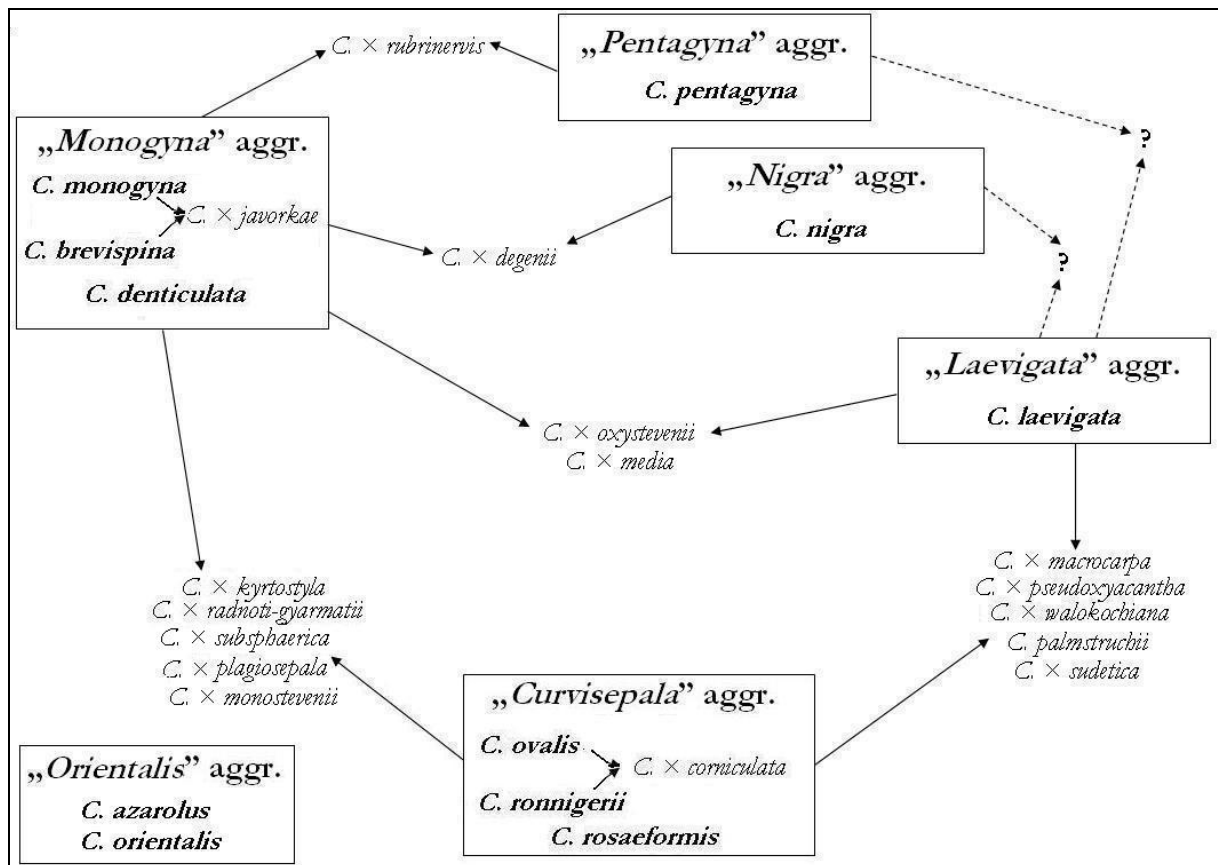 C. × rubrinervis
„Pentagyna” aggr.
C. pentagyna
?
„Monogyna” aggr.
C. monogyna
C. × javorkae
C. brevispina
C. denticulata
„Nigra” aggr.
C. nigra
C. × degenii
?
„Laevigata” aggr.
C. laevigata
C. × oxystevenii
C. × media
C. × kyrtostyla
C. × radnoti-gyarmatii
C. × subsphaerica
C. × plagiosepala
C. × monostevenii
C. × macrocarpa
C. × pseudoxyacantha
C. × walokochiana
C. palmstruchii
C. × sudetica
„Curvisepala” aggr.
C. ovalis
C. × corniculata
C. ronnigerii
C. rosaeformis
„Orientalis” aggr.
C. azarolus
C. orientalis